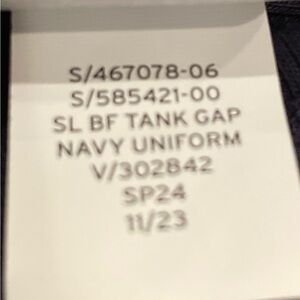 S/467078-06
S/585421-00
SL BF TANK GAP
NAVY UNIFORM
V/302842
SP24
11/23